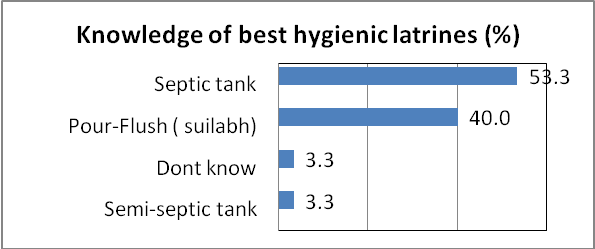 Knowledge of best hygienic latrines (%)
Septic tank 53.3
Pour-Flush ( suilabh) 40.0
Dont know 3.3
Semi-septic tank 3.3